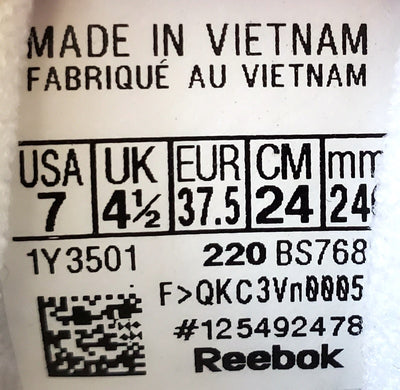 MADE IN VIETNAM
FABRIQUÉ AU VIETNAM
USA UK EUR CM mm
7 4½ 37.5 24 24
1Y3501 220 BS768
F>QKC3Vn0005
#125492478
Reebok